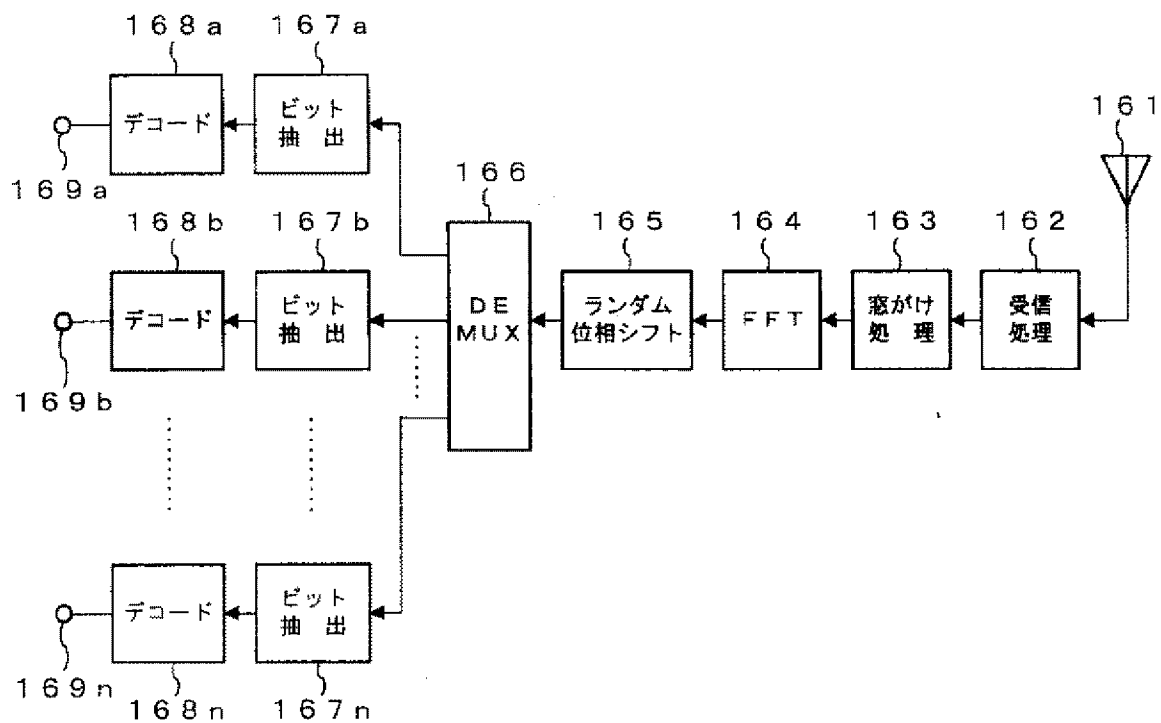 １６８ａ
１６７ａ
デコード
ビット
抽 出
１６９ａ
１６１
１６６
１６８ｂ
１６７ｂ
１６５
１６４
１６３
１６２
デコード
ビット
抽 出
ＤＥ
ＭＵＸ
ランダム
位相シフト
ＦＦＴ
窓がけ
処 理
受信
処理
１６９ｂ
デコード
ビット
抽 出
１６９ｎ
１６８ｎ
１６７ｎ